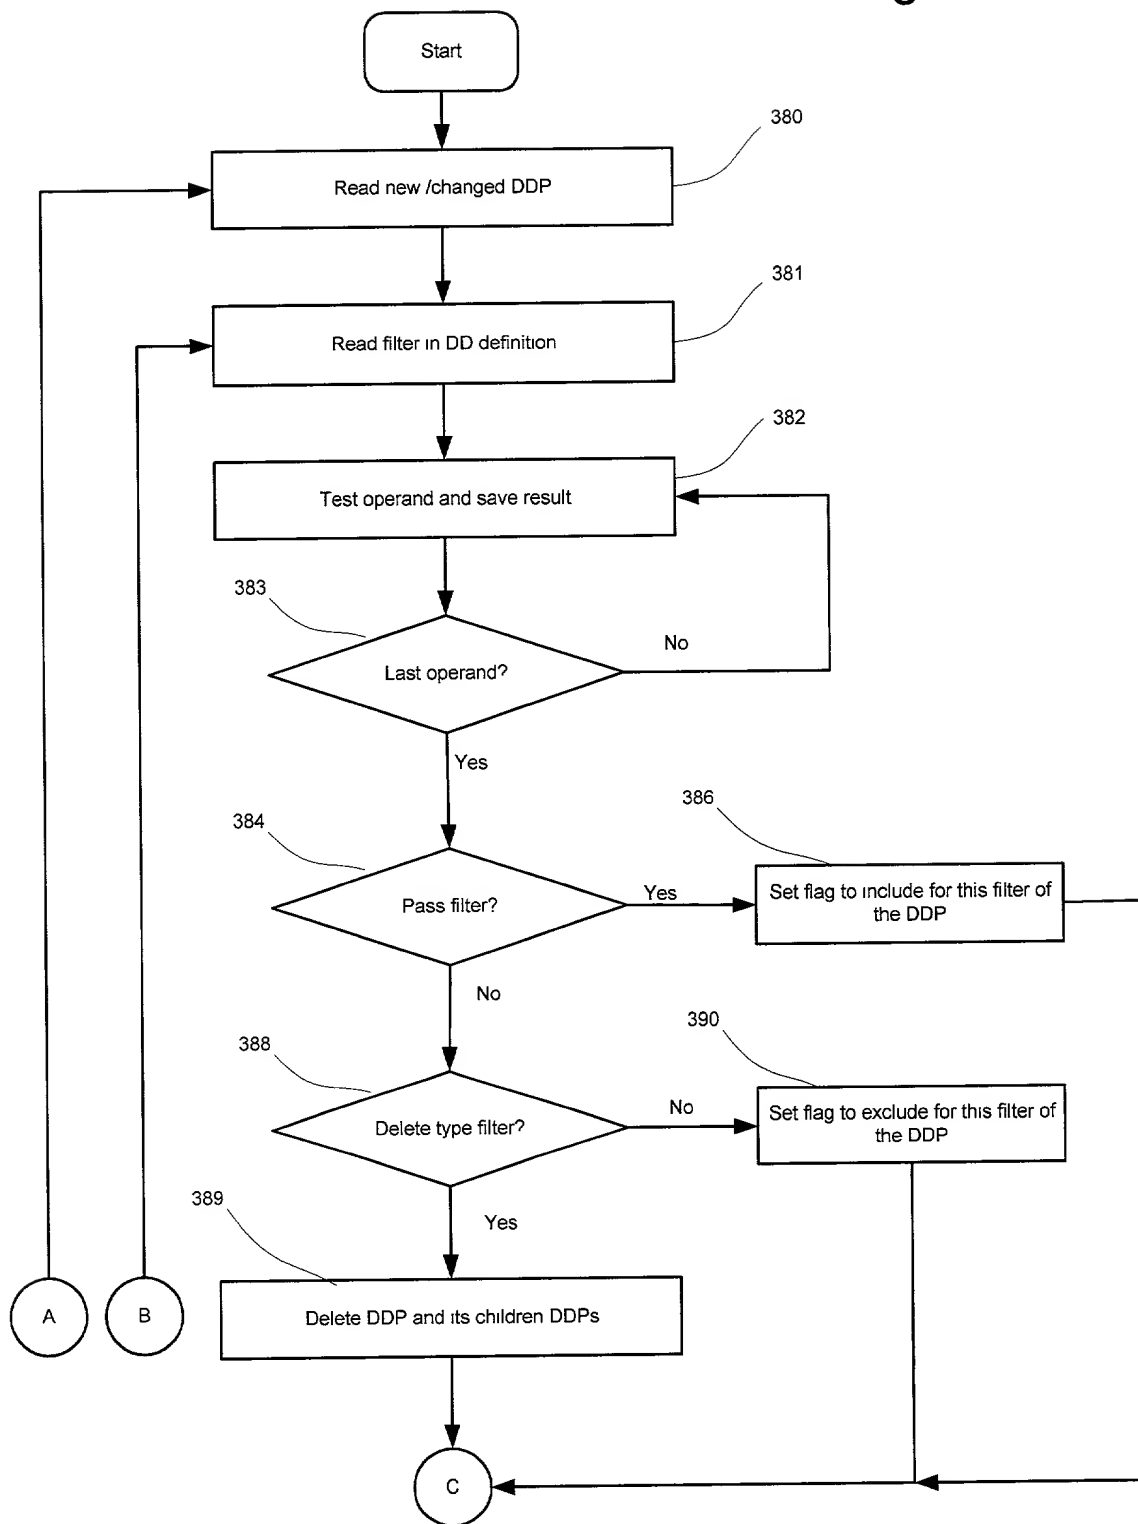 Start
380
Read new /changed DDP
381
Read filter in DD definition
382
Test operand and save result
383
Last operand?
No
Yes
384
386
Pass filter?
Yes
Set flag to include for this filter of
the DDP
No
388
390
Delete type filter?
No
Set flag to exclude for this filter of
the DDP
389
Yes
A
B
Delete DDP and its children DDPs
C